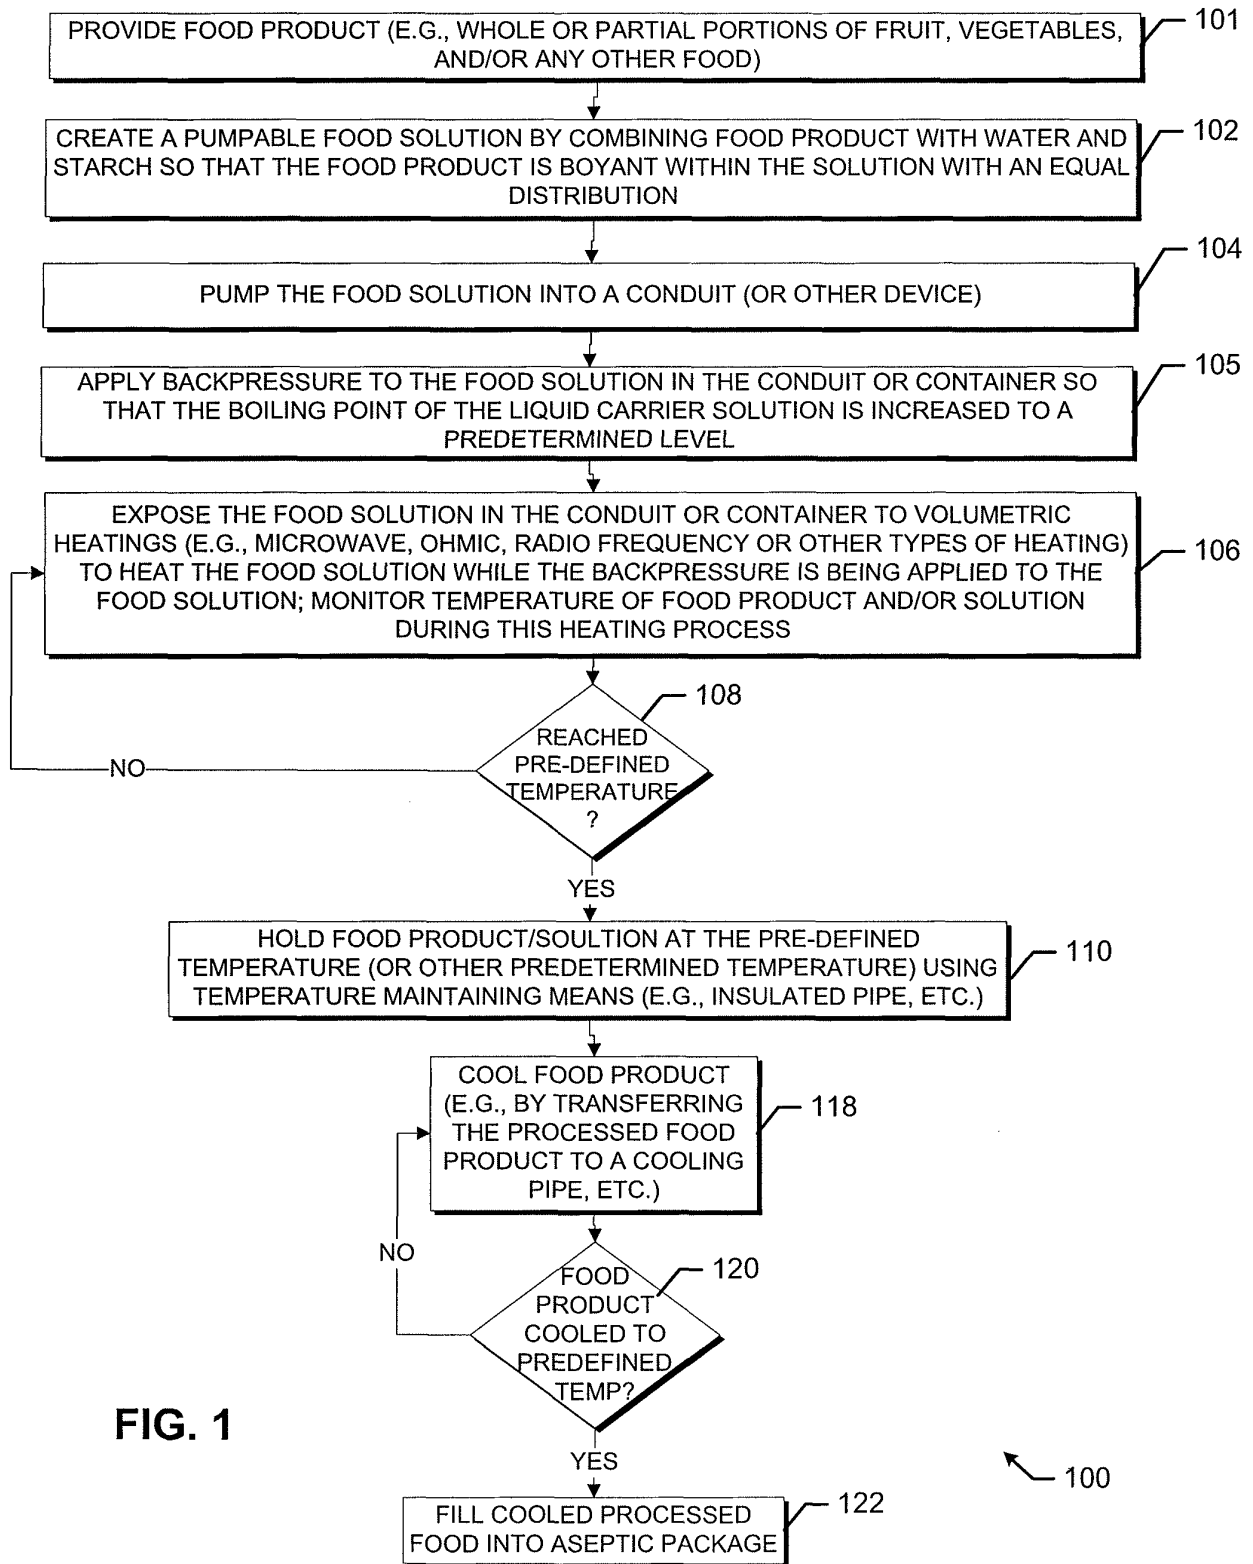 PROVIDE FOOD PRODUCT (E.G., WHOLE OR PARTIAL PORTIONS OF FRUIT, VEGETABLES,
AND/OR ANY OTHER FOOD)
101
CREATE A PUMPABLE FOOD SOLUTION BY COMBINING FOOD PRODUCT WITH WATER AND
STARCH SO THAT THE FOOD PRODUCT IS BOYANT WITHIN THE SOLUTION WITH AN EQUAL
DISTRIBUTION
102
PUMP THE FOOD SOLUTION INTO A CONDUIT (OR OTHER DEVICE)
104
APPLY BACKPRESSURE TO THE FOOD SOLUTION IN THE CONDUIT OR CONTAINER SO
THAT THE BOILING POINT OF THE LIQUID CARRIER SOLUTION IS INCREASED TO A
PREDETERMINED LEVEL
105
EXPOSE THE FOOD SOLUTION IN THE CONDUIT OR CONTAINER TO VOLUMETRIC
HEATINGS (E.G., MICROWAVE, OHMIC, RADIO FREQUENCY OR OTHER TYPES OF HEATING)
TO HEAT THE FOOD SOLUTION WHILE THE BACKPRESSURE IS BEING APPLIED TO THE
FOOD SOLUTION; MONITOR TEMPERATURE OF FOOD PRODUCT AND/OR SOLUTION
DURING THIS HEATING PROCESS
106
REACHED
PRE-DEFINED
TEMPERATURE
?
108
NO
YES
HOLD FOOD PRODUCT/SOULTION AT THE PRE-DEFINED
TEMPERATURE (OR OTHER PREDETERMINED TEMPERATURE) USING
TEMPERATURE MAINTAINING MEANS (E.G., INSULATED PIPE, ETC.)
110
COOL FOOD PRODUCT
(E.G., BY TRANSFERRING
THE PROCESSED FOOD
PRODUCT TO A COOLING
PIPE, ETC.)
118
NO
FOOD
PRODUCT
COOLED TO
PREDEFINED
TEMP?
120
YES
FILL COOLED PROCESSED
FOOD INTO ASEPTIC PACKAGE
122
FIG. 1
100